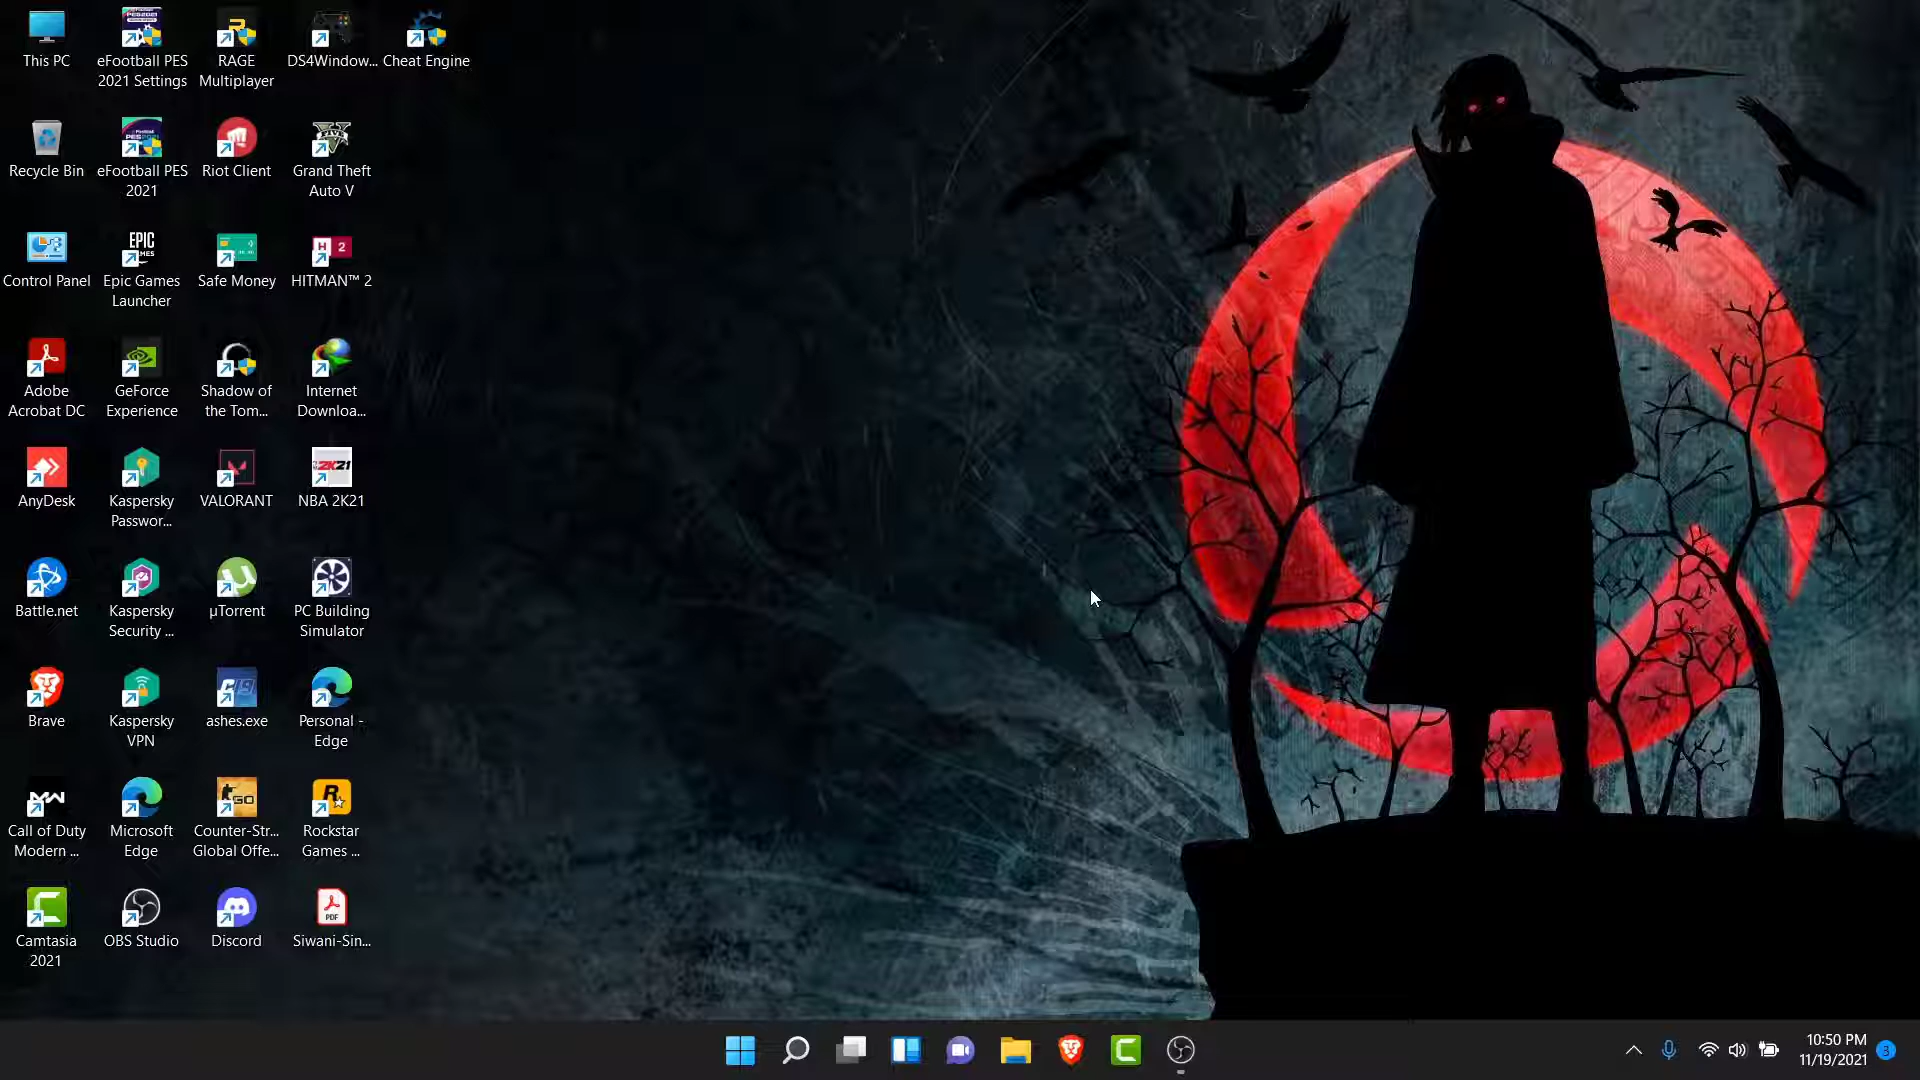 This PC
eFootball PES
2021 Settings
RAGE
Multiplayer
DS4Window...
Cheat Engine
Recycle Bin
eFootball PES
2021
Riot Client
Grand Theft
Auto V
Control Panel
Epic Games
Launcher
Safe Money
HITMAN™ 2
Adobe
Acrobat DC
GeForce
Experience
Shadow of
the Tom...
Internet
Downloa...
AnyDesk
Kaspersky
Passwor...
VALORANT
NBA 2K21
Battle.net
Kaspersky
Security ...
µTorrent
PC Building
Simulator
Brave
Kaspersky
VPN
ashes.exe
Personal -
Edge
Call of Duty
Modern ...
Microsoft
Edge
Counter-Str...
Global Offe...
Rockstar
Games ...
Camtasia
2021
OBS Studio
Discord
Siwani-Sin...
10:50 PM
11/19/2021
3